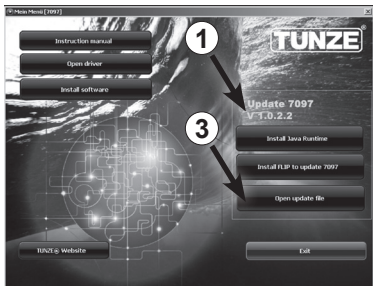 Mein Menü [7097]
Instruction manual
Open driver
Install software
1
TUNZE®
Update 7097
V 1.0.2.2
3
Install Java Runtime
Install FLIP to update 7097
Open update file
TUNZE® Website
Exit